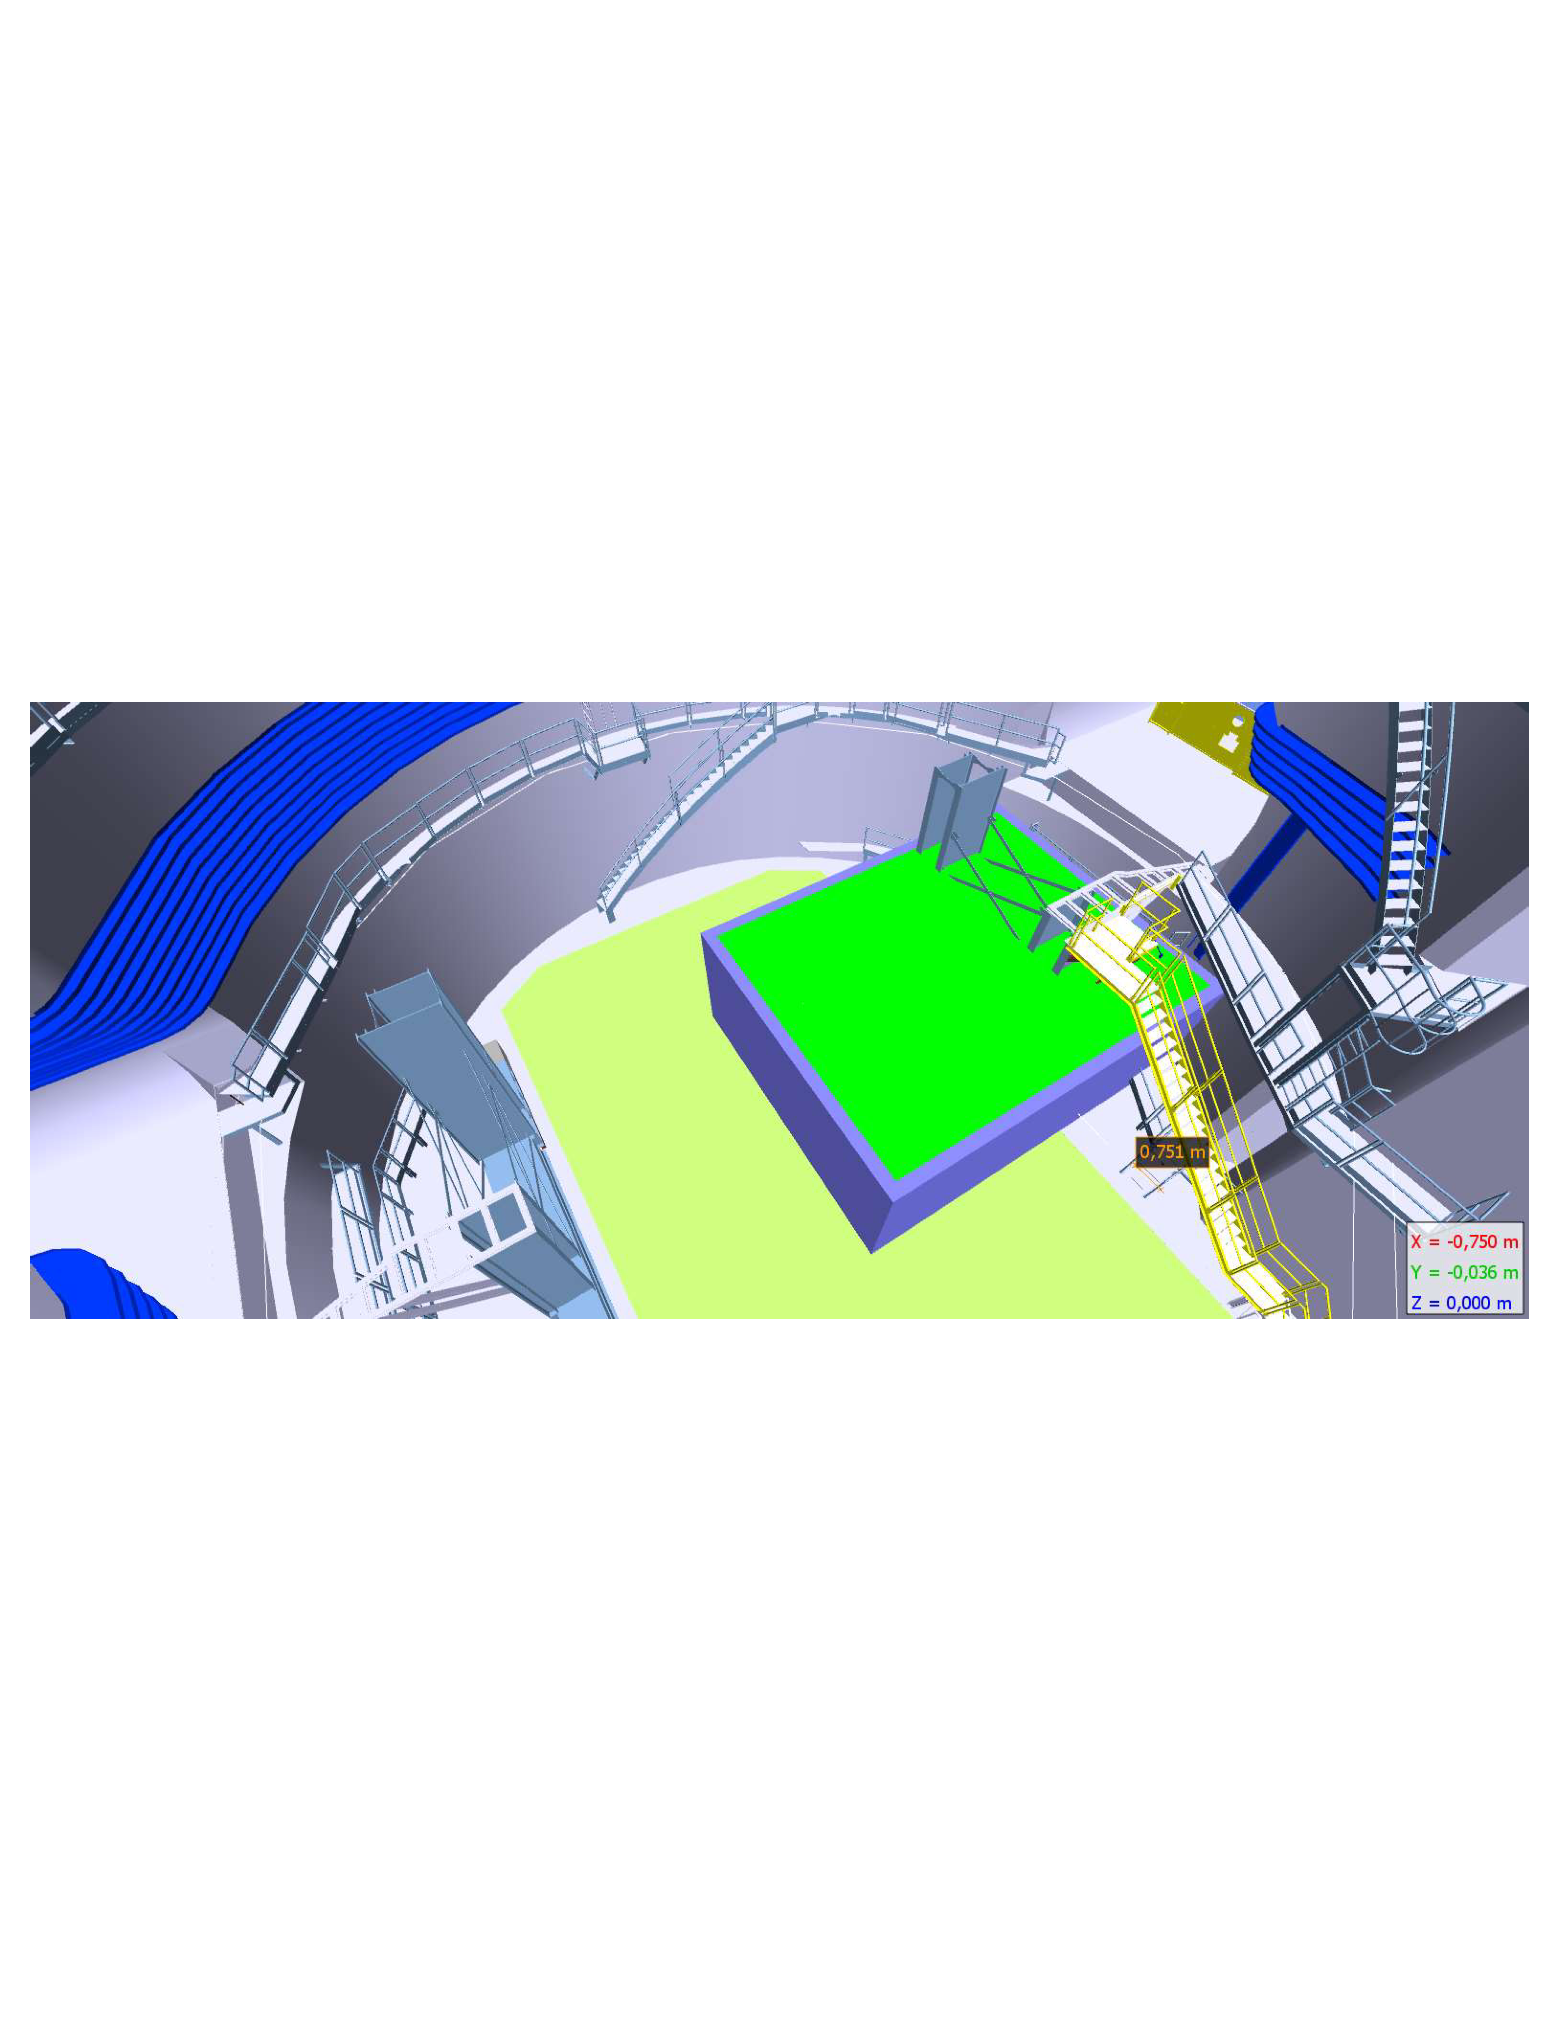 0,751 m
X = -0,750 m
Y = -0,036 m
Z = 0,000 m